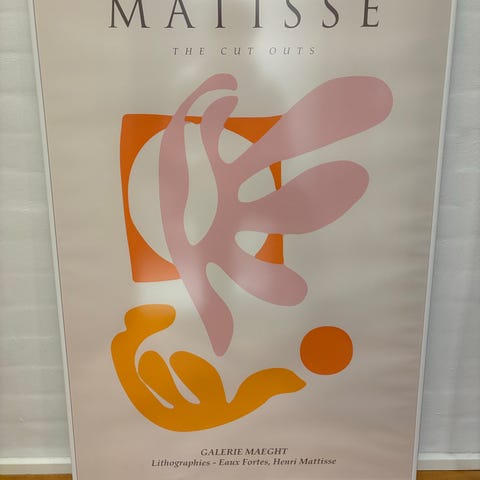 MATISSE
THE CUT OUTS
GALERIE MAEGHT
Lithographies - Eaux Fortes, Henri Mattisse